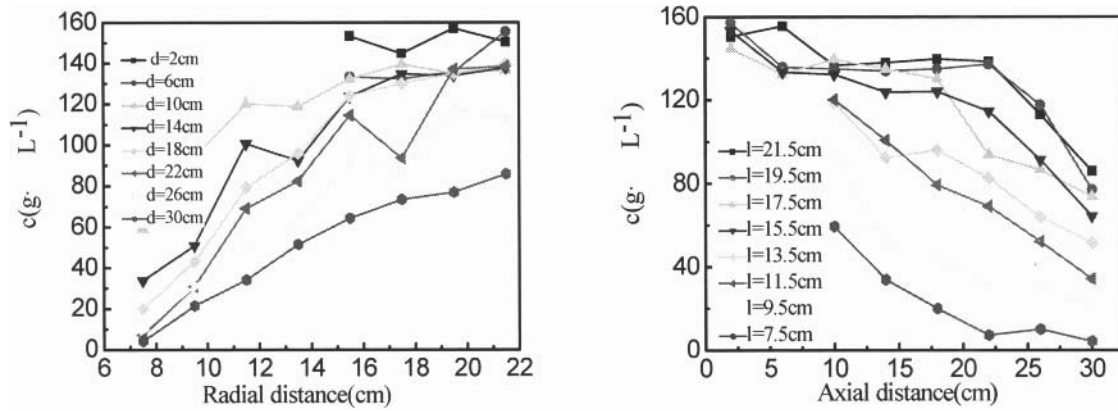 160
140
120
100
80
60
40
20
0
c(g· L⁻¹
d=2cm
d=6cm
d=10cm
d=14cm
d=18cm
d=22cm
d=26cm
d=30cm
6 8 10 12 14 16 18 20 22
Radial distance(cm)
160
120
80
40
0
c(g· L⁻¹
l=21.5cm
l=19.5cm
l=17.5cm
l=15.5cm
l=13.5cm
l=11.5cm
l=9.5cm
l=7.5cm
0 5 10 15 20 25 30
Axial distance(cm)